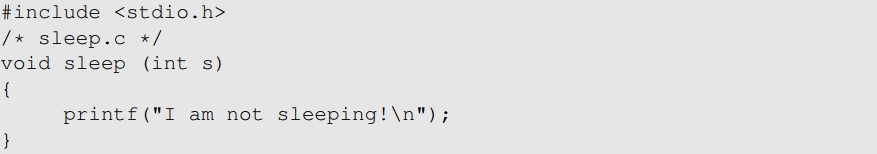 #include <stdio.h>
/* sleep.c */
void sleep (int s)
{
     printf("I am not sleeping!\n");
}